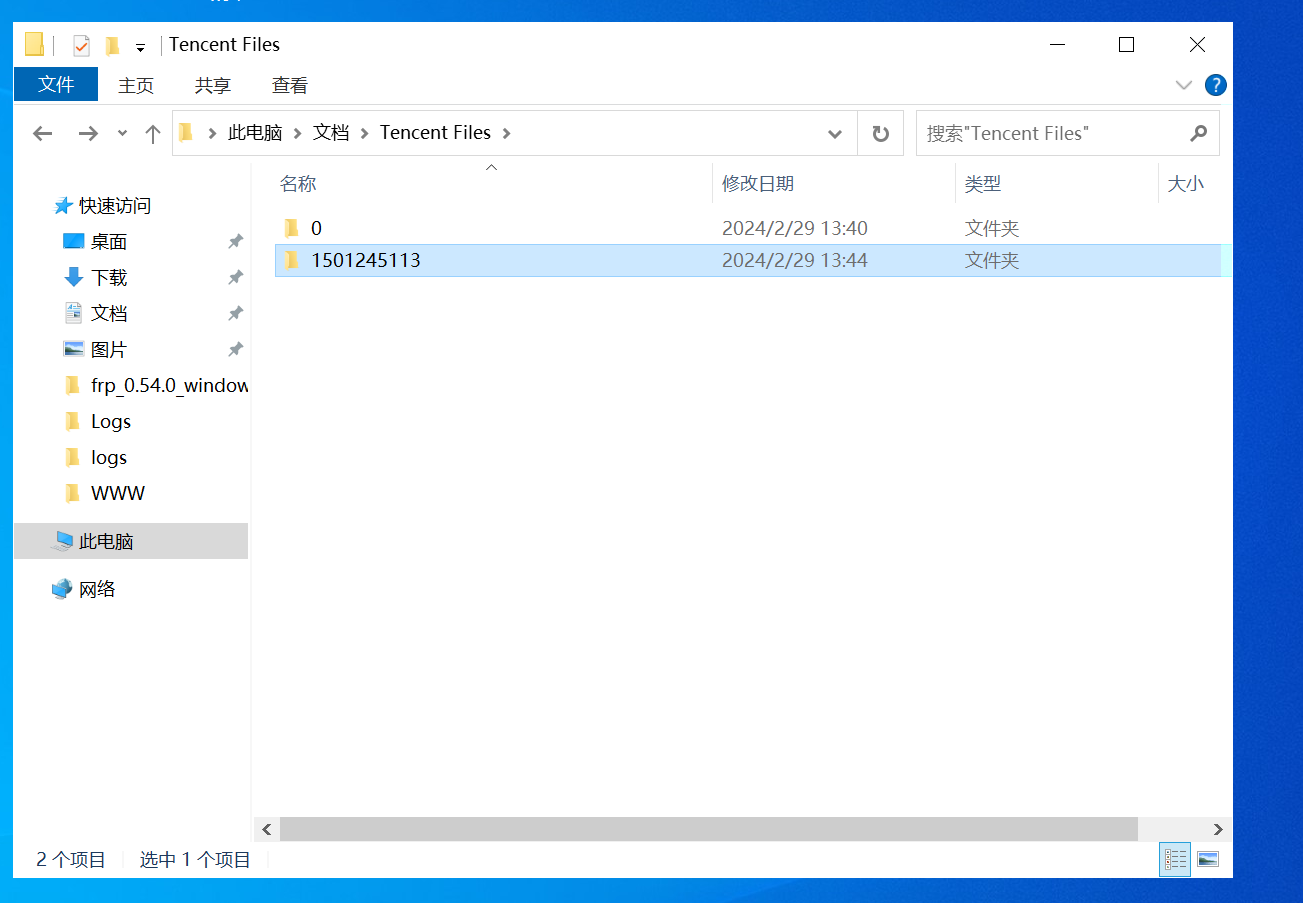 Tencent Files
文件 主页 共享 查看
此电脑 文档 Tencent Files 搜索"Tencent Files"
名称 修改日期 类型 大小
快速访问
桌面
下载
文档
图片
frp_0.54.0_window
Logs
logs
WWW
此电脑
网络
0 2024/2/29 13:40 文件夹
1501245113 2024/2/29 13:44 文件夹
2 个项目 选中 1 个项目